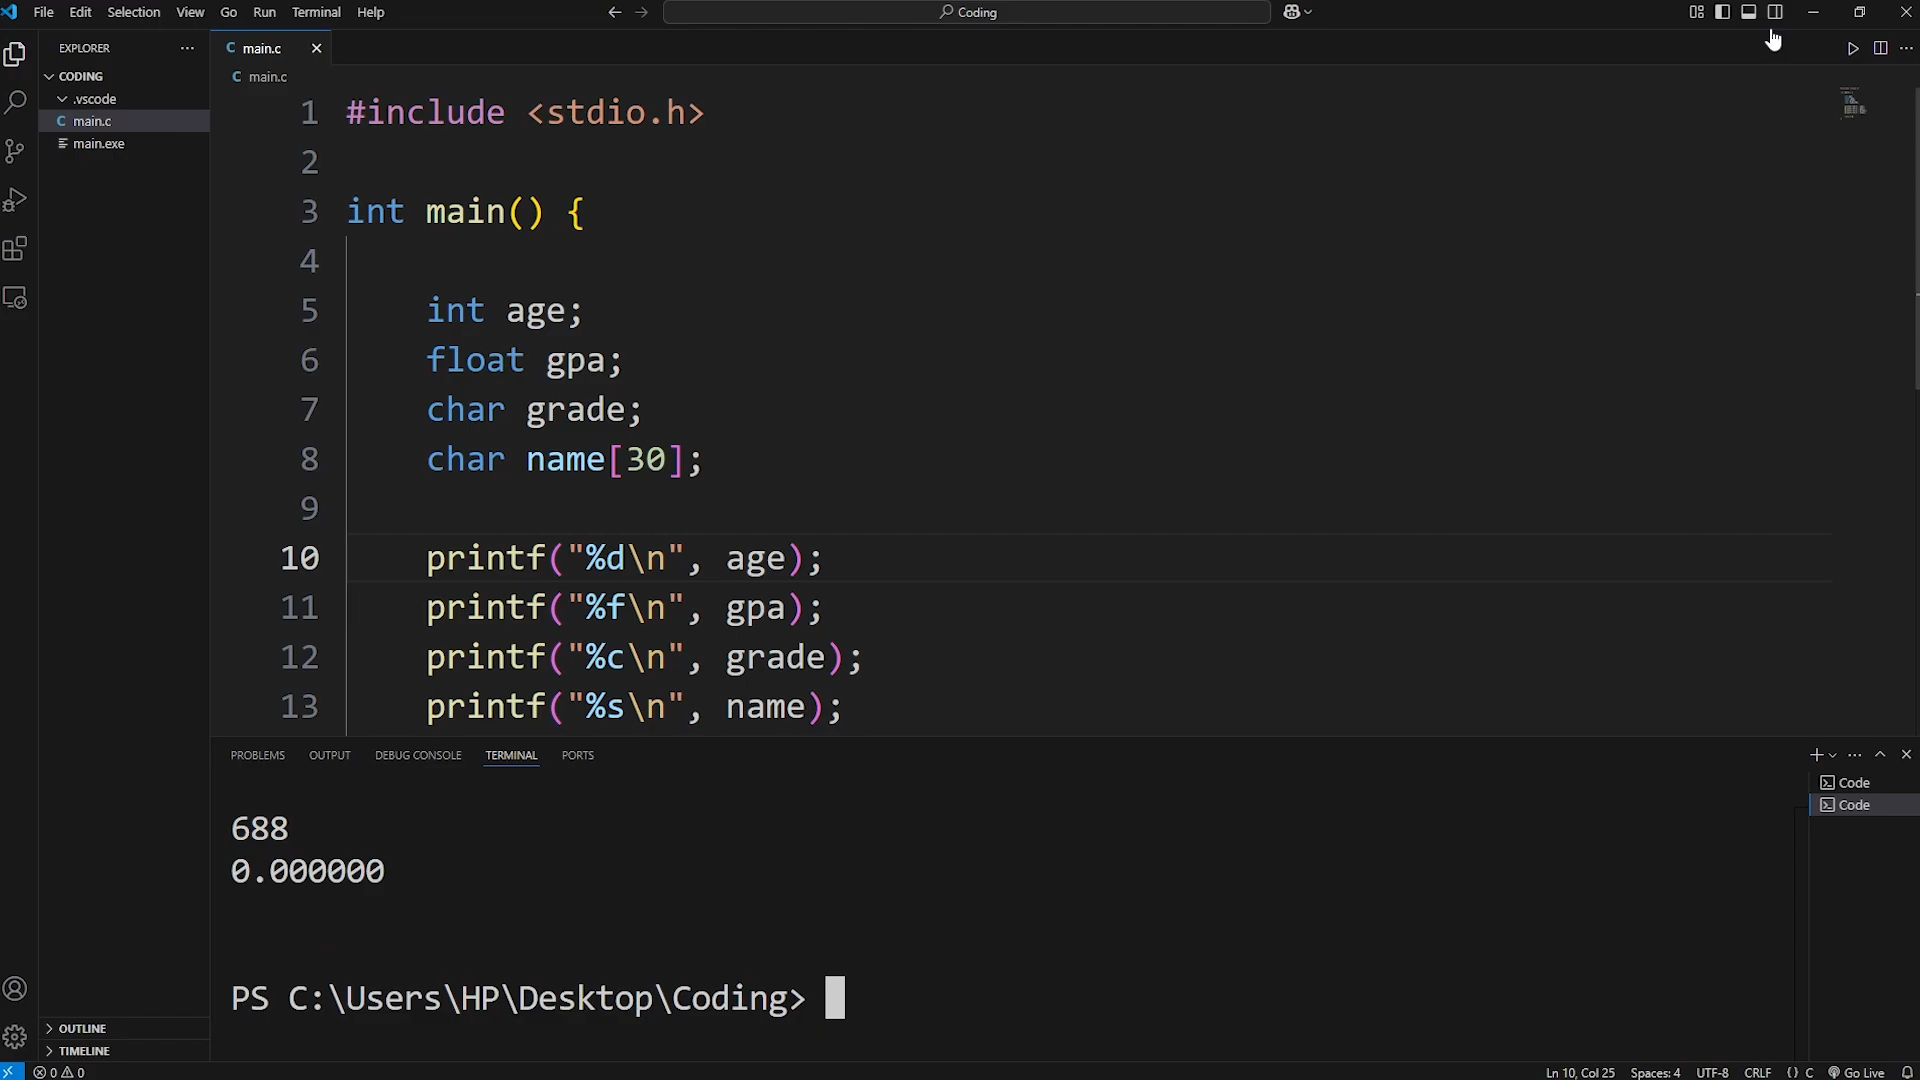 File Edit Selection View Go Run Terminal Help
Coding
EXPLORER
CODING
.vscode
C main.c
main.exe
OUTLINE
TIMELINE
C main.c
C main.c
1 #include <stdio.h>
2
3 int main() {
4
5 int age;
6 float gpa;
7 char grade;
8 char name[30];
9
10 printf("%d\n", age);
11 printf("%f\n", gpa);
12 printf("%c\n", grade);
13 printf("%s\n", name);
PROBLEMS OUTPUT DEBUG CONSOLE TERMINAL PORTS
Code
Code
688
0.000000
PS C:\Users\HP\Desktop\Coding>
0 0
Ln 10, Col 25 Spaces: 4 UTF-8 CRLF {} C Go Live